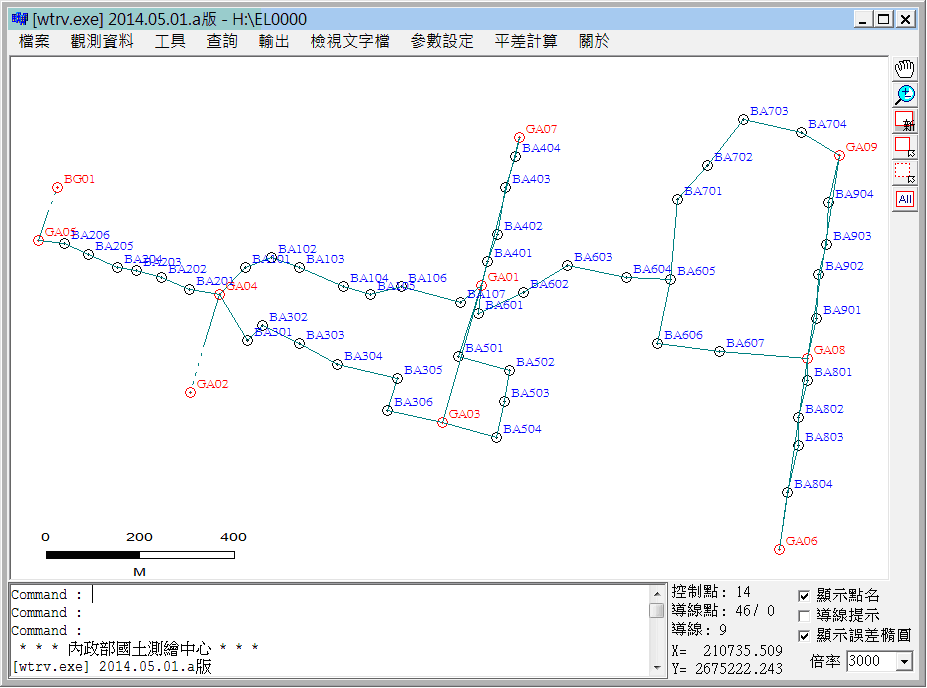 [wtrv.exe] 2014.05.01.a版 - H:\EL0000
檔案 觀測資料 工具 查詢 輸出 檢視文字檔 參數設定 平差計算 關於
BA703
BA704
GA07
BA404
GA09
BA702
BG01
BA403
BA701
BA904
BA402
GA05
BA206
BA205
BA903
BA102
BA401
BA603
BA204
BA203
BA101
BA103
BA202
BA604
BA605
BA902
BA201
GA04
BA104
BA105
BA106
GA01
BA602
BA107
BA601
BA901
BA302
BA301
BA303
BA606
BA607
GA08
BA304
BA501
BA502
BA305
BA801
GA02
BA503
BA306
GA03
BA802
BA504
BA803
BA804
GA06
0 200 400
M
新
All
Command :
Command :
Command :
* * * 內政部國土測繪中心 * * *
[wtrv.exe] 2014.05.01.a版
控制點: 14
導線點: 46/ 0
導線: 9
X= 210735.509
Y= 2675222.243
顯示點名
導線提示
顯示誤差橢圓
倍率 3000